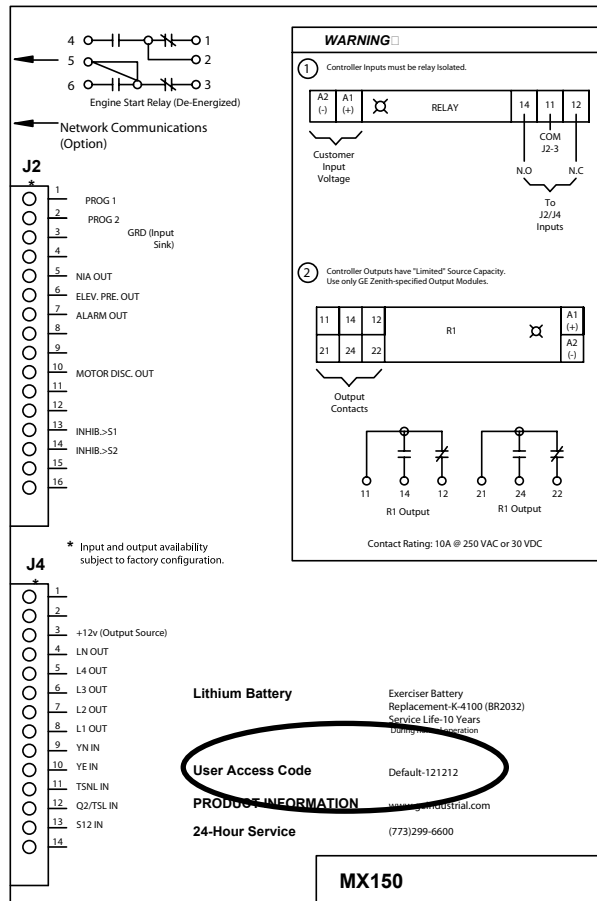 4 1
5 2
6 3
Engine Start Relay (De-Energized)
Network Communications
(Option)
J2
*
1 PROG 1
2 PROG 2
3 GRD (Input
Sink)
4
5 NIA OUT
6 ELEV. PRE. OUT
7 ALARM OUT
8
9
10 MOTOR DISC. OUT
11
12
13 INHIB.>S1
14 INHIB.>S2
15
16
* Input and output availability
subject to factory configuration.
WARNING□
1 Controller Inputs must be relay Isolated.
A2
(-)
A1
(+)
RELAY
14 11 12
Customer
Input
Voltage
COM
J2-3
N.O N.C
To
J2/J4
Inputs
2 Controller Outputs have "Limited" Source Capacity.
Use only GE Zenith-specified Output Modules.
11 14 12
21 24 22
R1
A1
(+)
A2
(-)
Output
Contacts
11 14 12 21 24 22
R1 Output R1 Output
Contact Rating: 10A @ 250 VAC or 30 VDC
J4
*
1
2
3 +12v (Output Source)
4 LN OUT
5 L4 OUT
6 L3 OUT
7 L2 OUT
8 L1 OUT
9 YN IN
10 YE IN
11 TSNL IN
12 Q2/TSL IN
13 S12 IN
14
Lithium Battery Exerciser Battery
Replacement-K-4100 (BR2032)
Service Life-10 Years
During normal operation
User Access Code Default-121212
PRODUCT INFORMATION www.geindustrial.com
24-Hour Service (773)299-6600
MX150